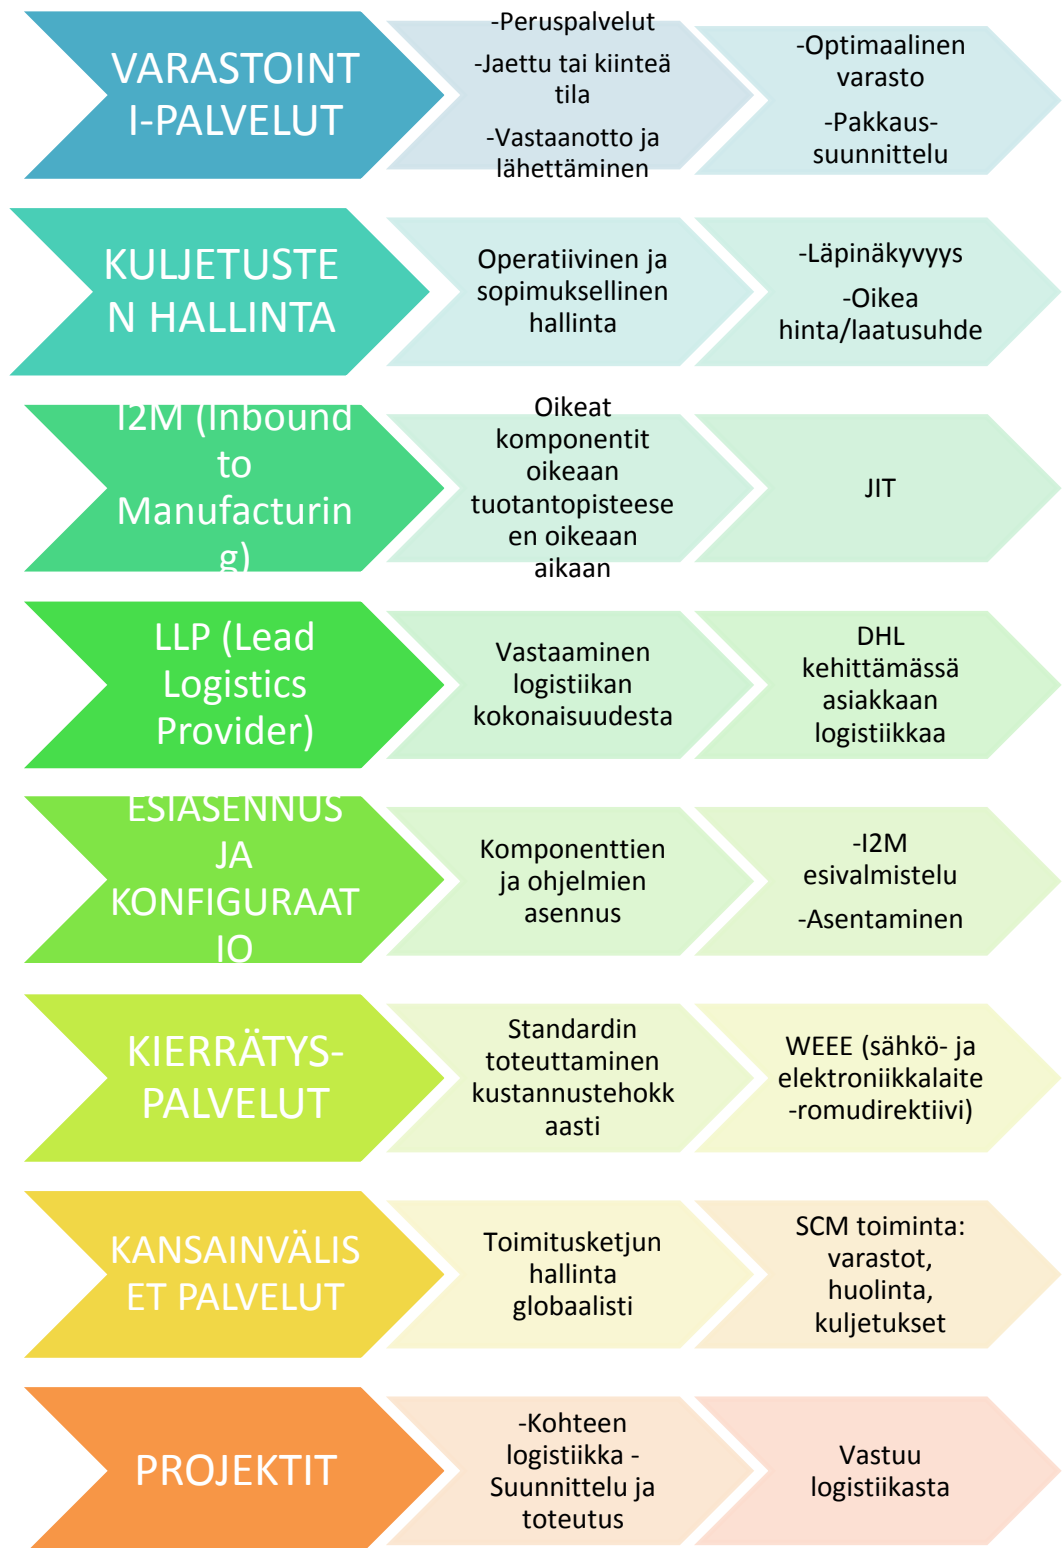 VARASTOINT
I-PALVELUT
-Peruspalvelut
-Jaettu tai kiinteä
tila
-Vastaanotto ja
lähettäminen
-Optimaalinen
varasto
-Pakkaus-
suunnittelu
KULJETUSTE
N HALLINTA
Operatiivinen ja
sopimuksellinen
hallinta
-Läpinäkyvyys
-Oikea
hinta/laatusuhde
I2M (Inbound
to
Manufacturin
g)
Oikeat
komponentit
oikeaan
tuotantopisteese
en oikeaan
aikaan
JIT
LLP (Lead
Logistics
Provider)
Vastaaminen
logistiikan
kokonaisuudesta
DHL
kehittämässä
asiakkaan
logistiikkaa
ESIASENNUS
JA
KONFIGURAAT
IO
Komponenttien
ja ohjelmien
asennus
-I2M
esivalmistelu
-Asentaminen
KIERRÄTYS-
PALVELUT
Standardin
toteuttaminen
kustannustehokk
aasti
WEEE (sähkö- ja
elektroniikkalaite
-romudirektiivi)
KANSAINVÄLIS
ET PALVELUT
Toimitusketjun
hallinta
globaalisti
SCM toiminta:
varastot,
huolinta,
kuljetukset
PROJEKTIT
-Kohteen
logistiikka -
Suunnittelu ja
toteutus
Vastuu
logistiikasta